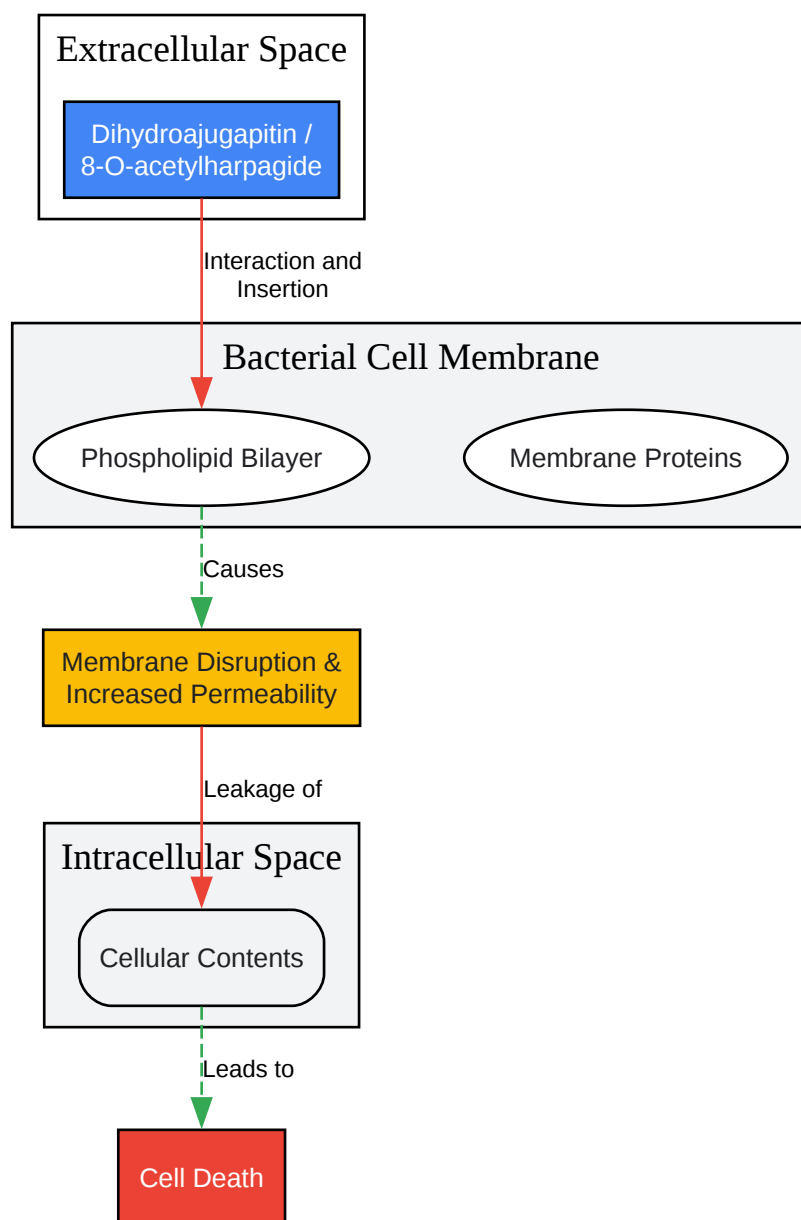 Extracellular Space
Dihydroajugapitin /
8-O-acetylharpagide
Interaction and
Insertion
Bacterial Cell Membrane
Phospholipid Bilayer
Membrane Proteins
Causes
Membrane Disruption &
Increased Permeability
Leakage of
Intracellular Space
Cellular Contents
Leads to
Cell Death